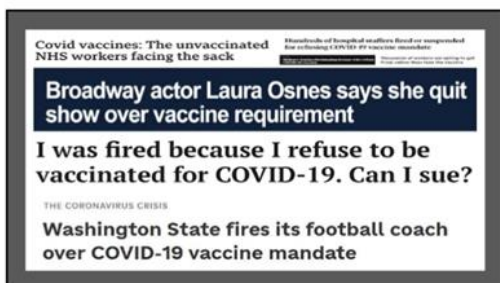 Covid vaccines: The unvaccinated
NHS workers facing the sack
Hundreds of hospital staffers fired or suspended
for refusing COVID-19 vaccine mandate
Broadway actor Laura Osnes says she quit
show over vaccine requirement
I was fired because I refuse to be
vaccinated for COVID-19. Can I sue?
THE CORONAVIRUS CRISIS
Washington State fires its football coach
over COVID-19 vaccine mandate